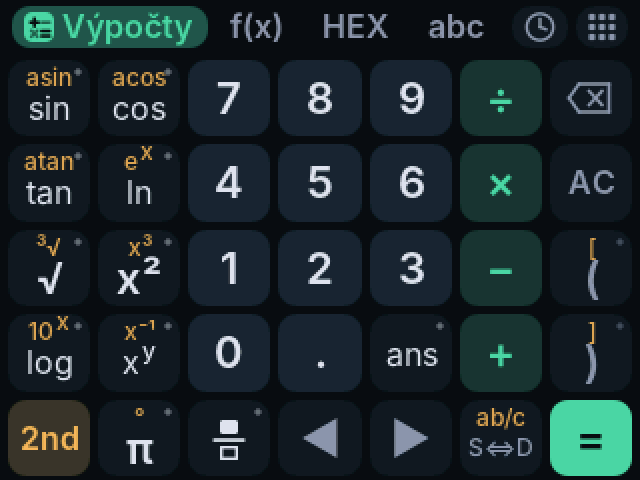 Výpočty f(x) HEX abc
asin acos
sin cos 7 8 9 ÷
atan eˣ
tan ln 4 5 6 × AC
³√ x³ [
√ x² 1 2 3 − (
10ˣ x⁻¹ ]
log xʸ 0 . ans + )
° ab/c
2nd π S⇔D =